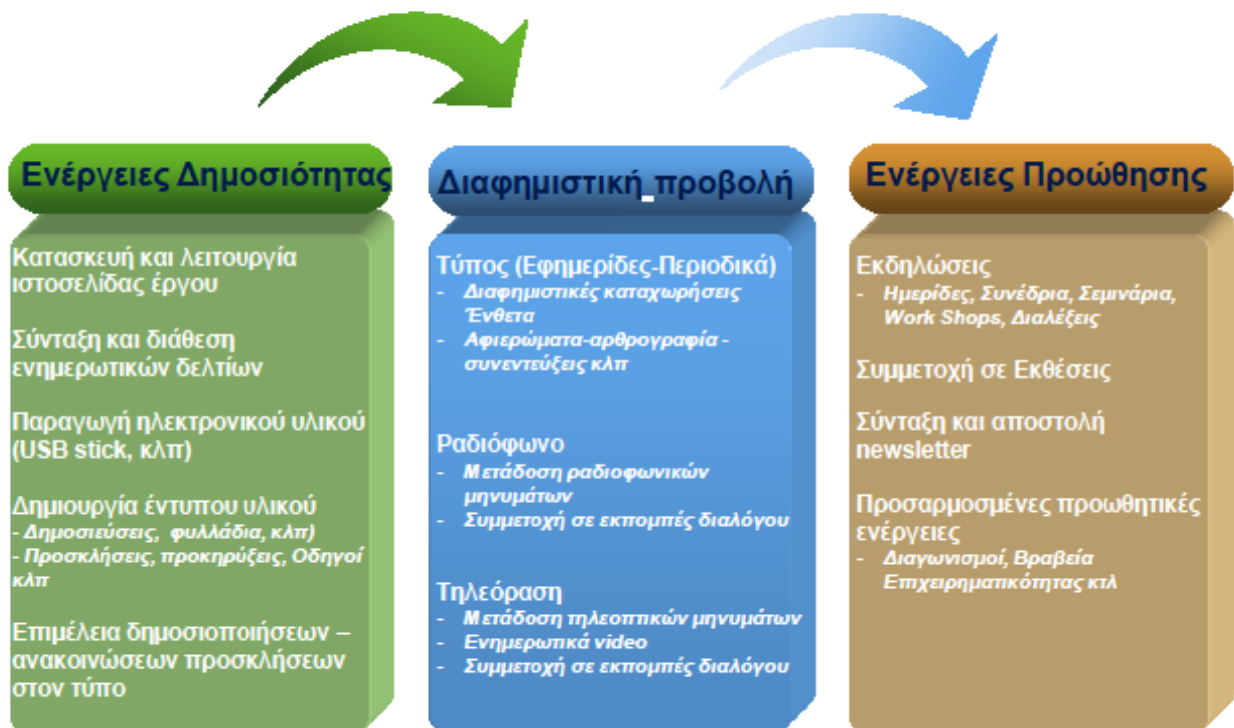 Ενέργειες Δημοσιότητας
Κατασκευή και λειτουργία
ιστοσελίδας έργου
Σύνταξη και διάθεση
ενημερωτικών δελτίων
Παραγωγή ηλεκτρονικού υλικού
(USB stick, κλπ)
Δημιουργία έντυπου υλικού
- Δημοσιεύσεις, φυλλάδια, κλπ)
- Προσκλήσεις, προκηρύξεις, Οδηγοί
κλπ
Επιμέλεια δημοσιοποιήσεων –
ανακοινώσεων προσκλήσεων
στον τύπο
Διαφημιστική προβολή
Τύπος (Εφημερίδες-Περιοδικά)
- Διαφημιστικές καταχωρήσεις
Ένθετα
- Αφιερώματα-αρθρογραφία -
συνεντεύξεις κλπ
Ραδιόφωνο
- Μετάδοση ραδιοφωνικών
μηνυμάτων
- Συμμετοχή σε εκπομπές διαλόγου
Τηλεόραση
- Μετάδοση τηλεοπτικών μηνυμάτων
- Ενημερωτικά video
- Συμμετοχή σε εκπομπές διαλόγου
Ενέργειες Προώθησης
Εκδηλώσεις
- Ημερίδες, Συνέδρια, Σεμινάρια,
Work Shops, Διαλέξεις
Συμμετοχή σε Εκθέσεις
Σύνταξη και αποστολή
newsletter
Προσαρμοσμένες προωθητικές
ενέργειες
- Διαγωνισμοί, Βραβεία
Επιχειρηματικότητας κτλ